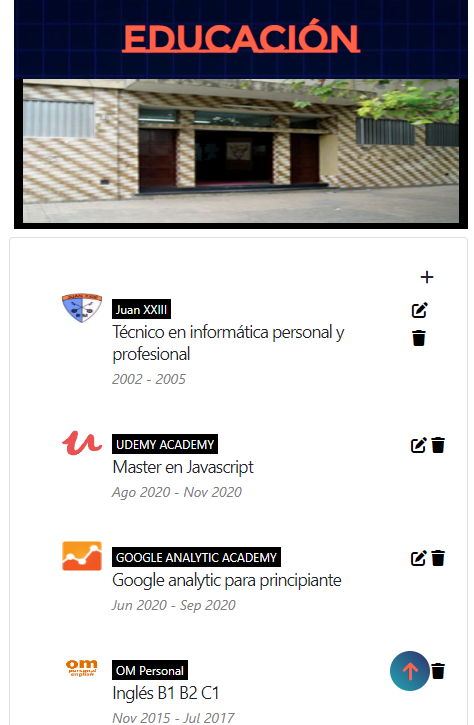 EDUCACIÓN
JUAN XXIII
Juan XXIII
Técnico en informática personal y
profesional
2002 - 2005
UDEMY ACADEMY
Master en Javascript
Ago 2020 - Nov 2020
GOOGLE ANALYTIC ACADEMY
Google analytic para principiante
Jun 2020 - Sep 2020
om
personal
english
OM Personal
Inglés B1 B2 C1
Nov 2015 - Jul 2017